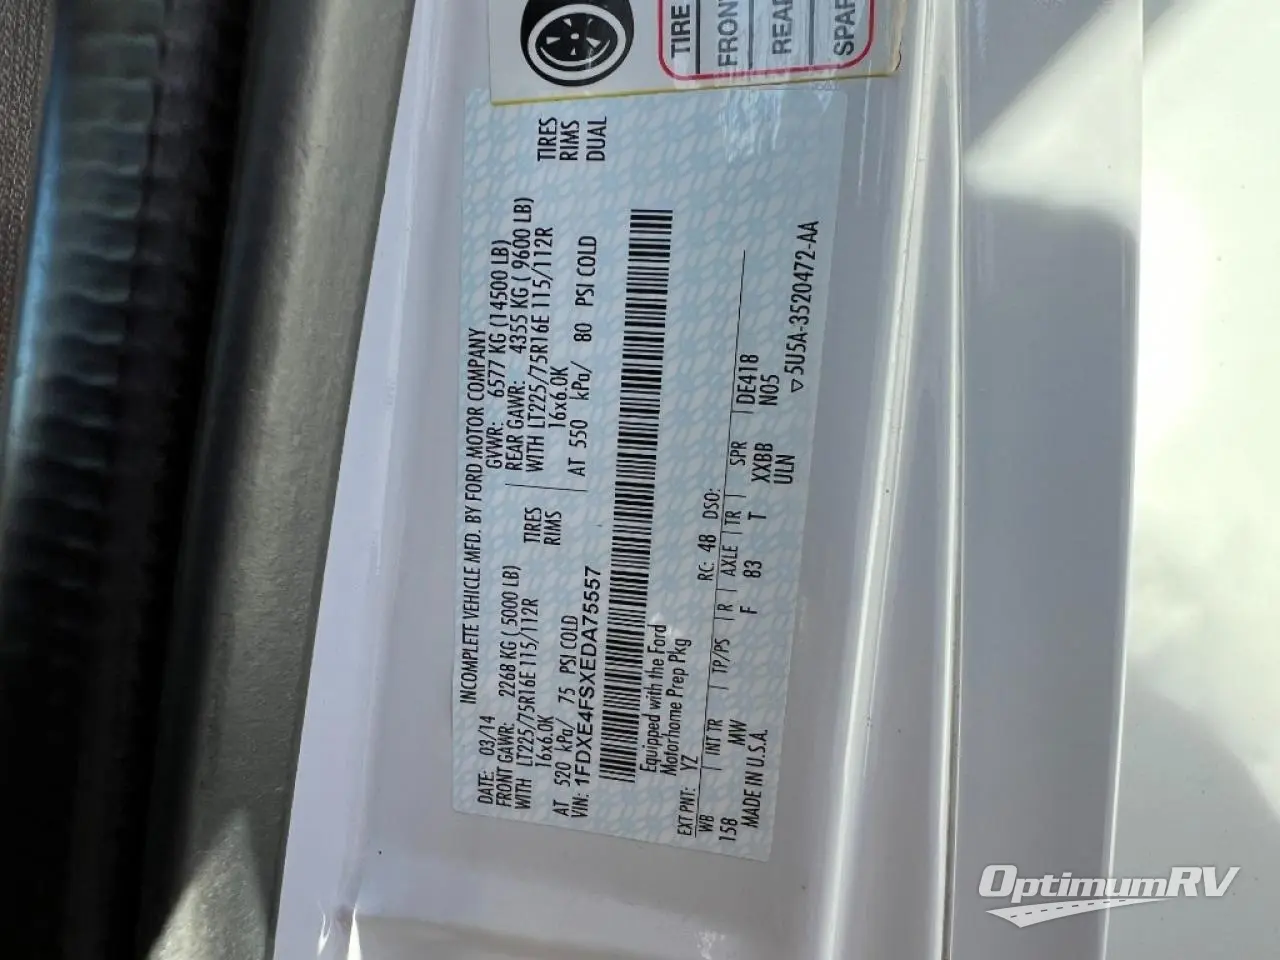 TIRE
FRONT
REAR
SPAR
INCOMPLETE VEHICLE MFD. BY FORD MOTOR COMPANY
DATE: 03/14 GVWR: 6577 KG (14500 LB)
FRONT GAWR: 2268 KG ( 5000 LB) REAR GAWR: 4355 KG ( 9600 LB)
WITH LT225/75R16E 115/112R TIRES WITH LT225/75R16E 115/112R TIRES
16x6.0K RIMS 16x6.0K RIMS
AT 520 kPa/ 75 PSI COLD AT 550 kPa/ 80 PSI COLD DUAL
VIN: 1FDXE4FSXEDA75557
Equipped with the Ford
Motorhome Prep Pkg
EXT PNT: YZ RC: 48 DSO:
WB INT TR TP/PS R AXLE TR SPR DE418
158 MW F 83 T XXBB N05
MADE IN U.S.A. ULN ▽5U5A-3520472-AA
OptimumRV